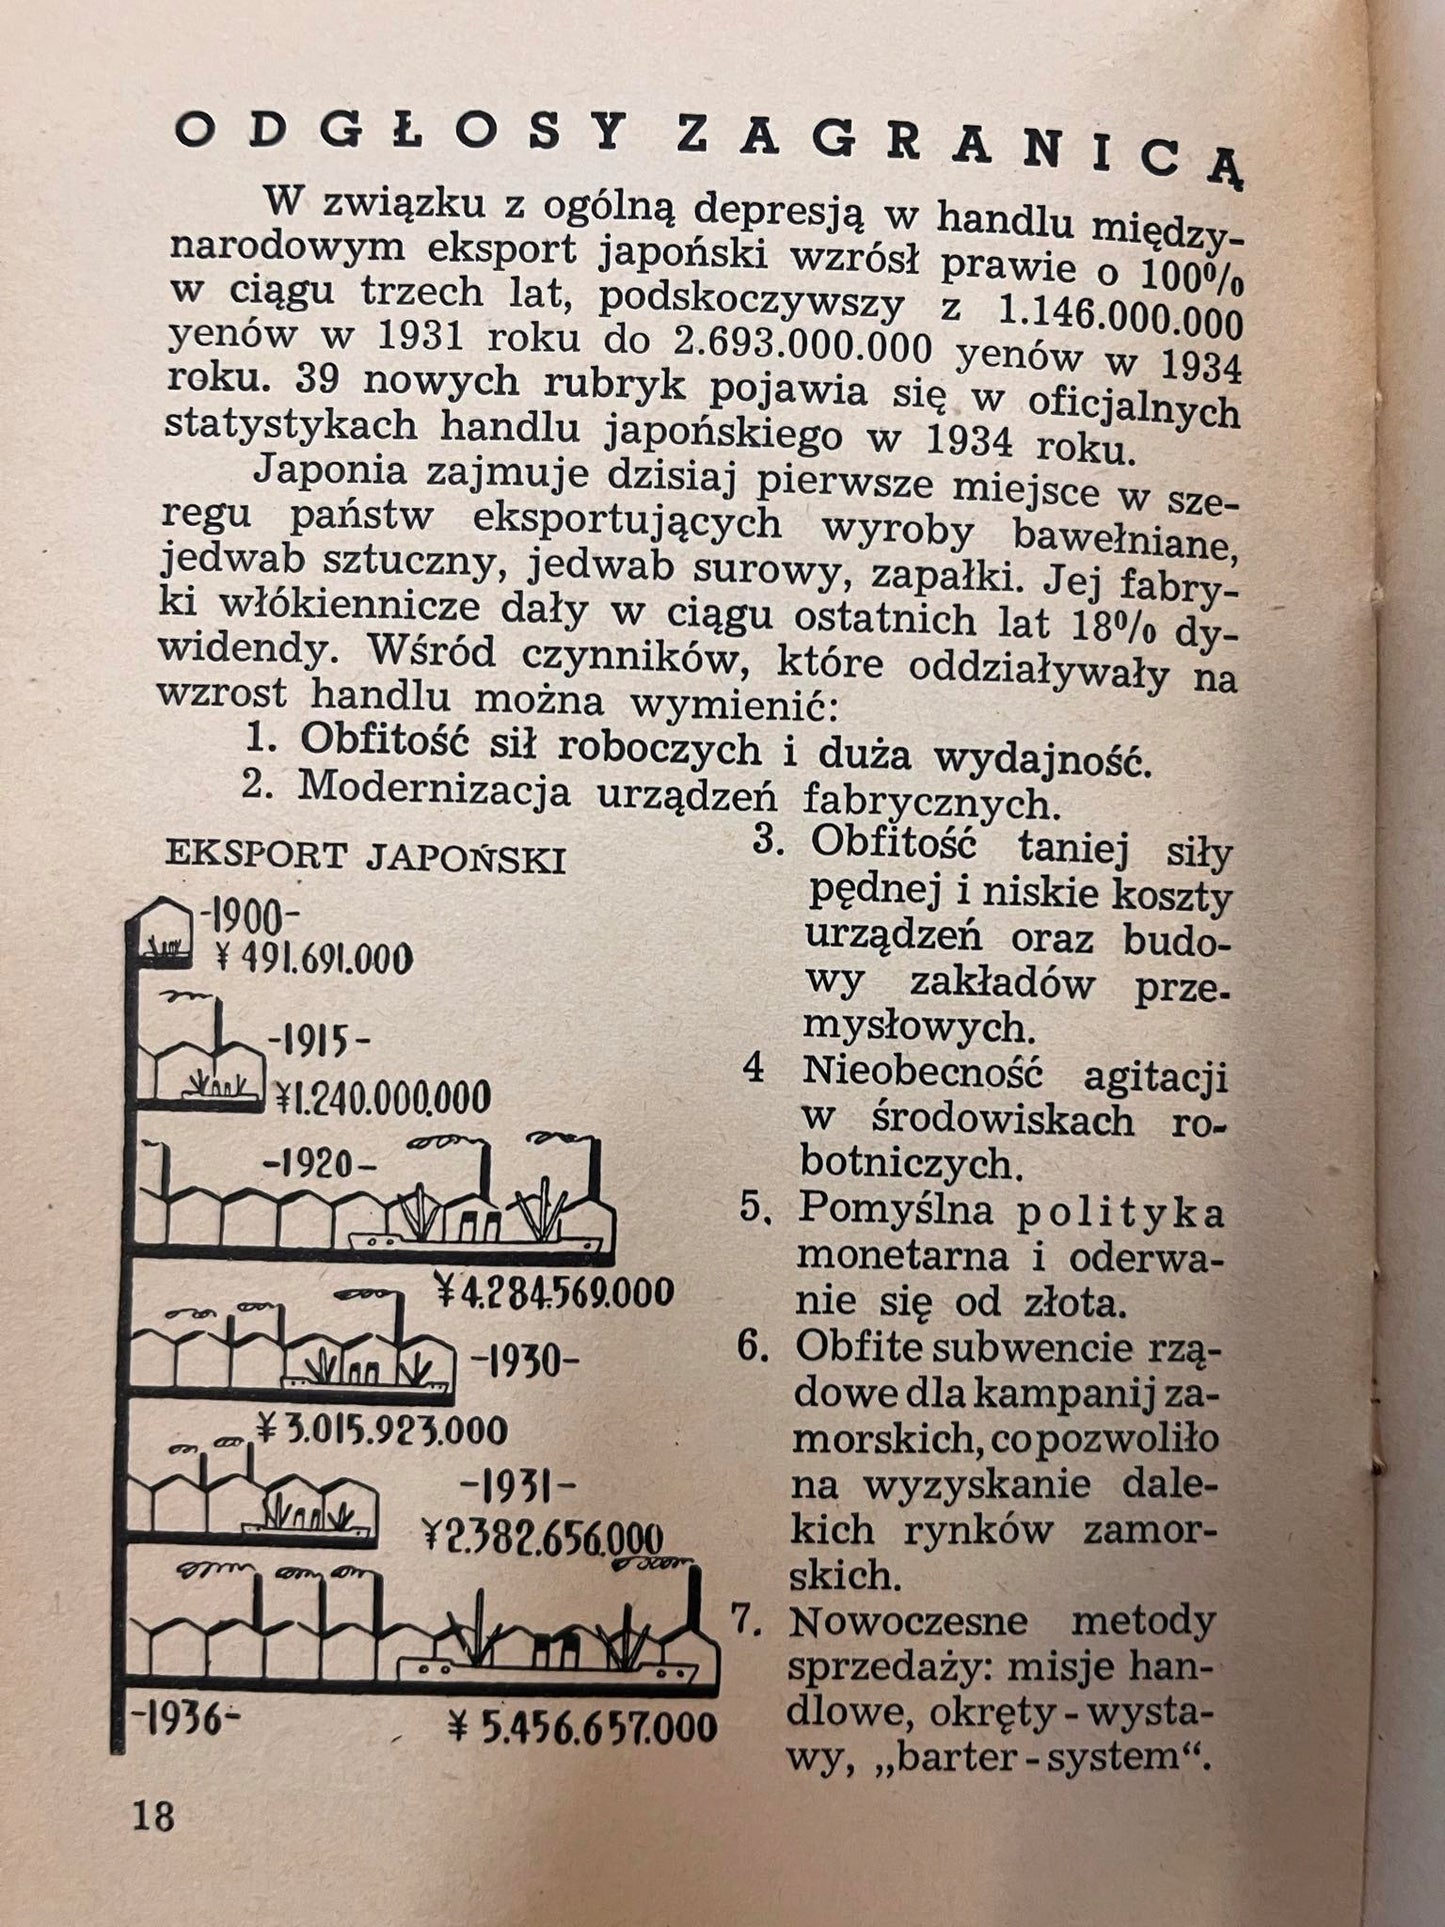 ODGŁOSY ZAGRANICĄ
W związku z ogólną depresją w handlu między-
narodowym eksport japoński wzrósł prawie o 100%
w ciągu trzech lat, podskoczywszy z 1.146.000.000
yenów w 1931 roku do 2.693.000.000 yenów w 1934
roku. 39 nowych rubryk pojawia się w oficjalnych
statystykach handlu japońskiego w 1934 roku.
Japonia zajmuje dzisiaj pierwsze miejsce w sze-
regu państw eksportujących wyroby bawełniane,
jedwab sztuczny, jedwab surowy, zapałki. Jej fabry-
ki włókiennicze dały w ciągu ostatnich lat 18% dy-
widendy. Wśród czynników, które oddziaływały na
wzrost handlu można wymienić:
1. Obfitość sił roboczych i duża wydajność.
2. Modernizacja urządzeń fabrycznych.
3. Obfitość taniej siły
pędnej i niskie koszty
urządzeń oraz budo-
wy zakładów prze-
mysłowych.
4 Nieobecność agitacji
w środowiskach ro-
botniczych.
5. Pomyślna polityka
monetarna i oderwa-
nie się od złota.
6. Obfite subwencie rzą-
dowe dla kampanij za-
morskich, co pozwoliło
na wyzyskanie dale-
kich rynków zamor-
skich.
7. Nowoczesne metody
sprzedaży: misje han-
dlowe, okręty - wysta-
wy, „barter - system“.
EKSPORT JAPOŃSKI
-1900-
¥ 491.691.000
-1915-
¥1.240.000.000
-1920-
¥4.284.569.000
-1930-
¥ 3.015.923.000
-1931-
¥2.382.656.000
-1936-
¥ 5.456.657.000
18